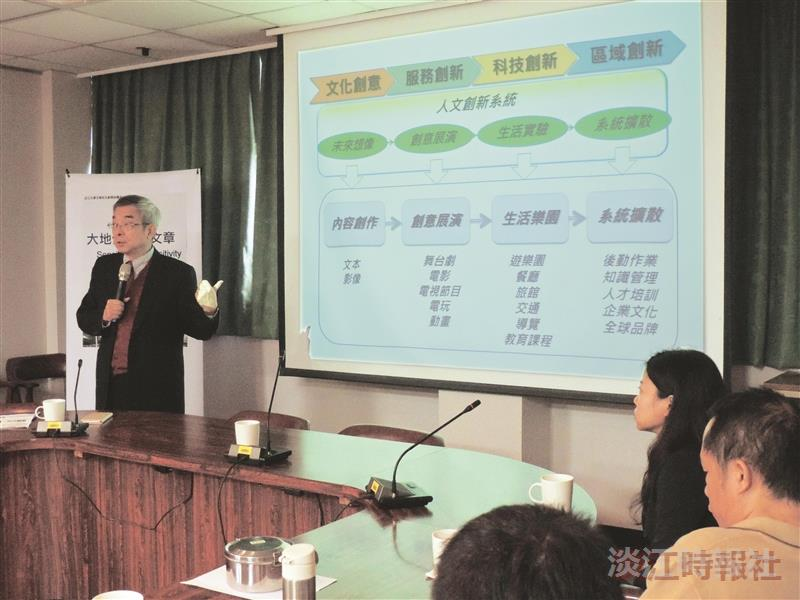 文化創意
服務創新
科技創新
區域創新
人文創新系統
未來想像
創意展演
生活實驗
系統擴散
內容創作
創意展演
生活樂園
系統擴散
文本
影像
舞台劇
電影
電視節目
電玩
動畫
遊樂園
餐廳
旅館
交通
導覽
教育課程
後勤作業
知識管理
人才培訓
企業文化
全球品牌
大地
文章
淡江時報社